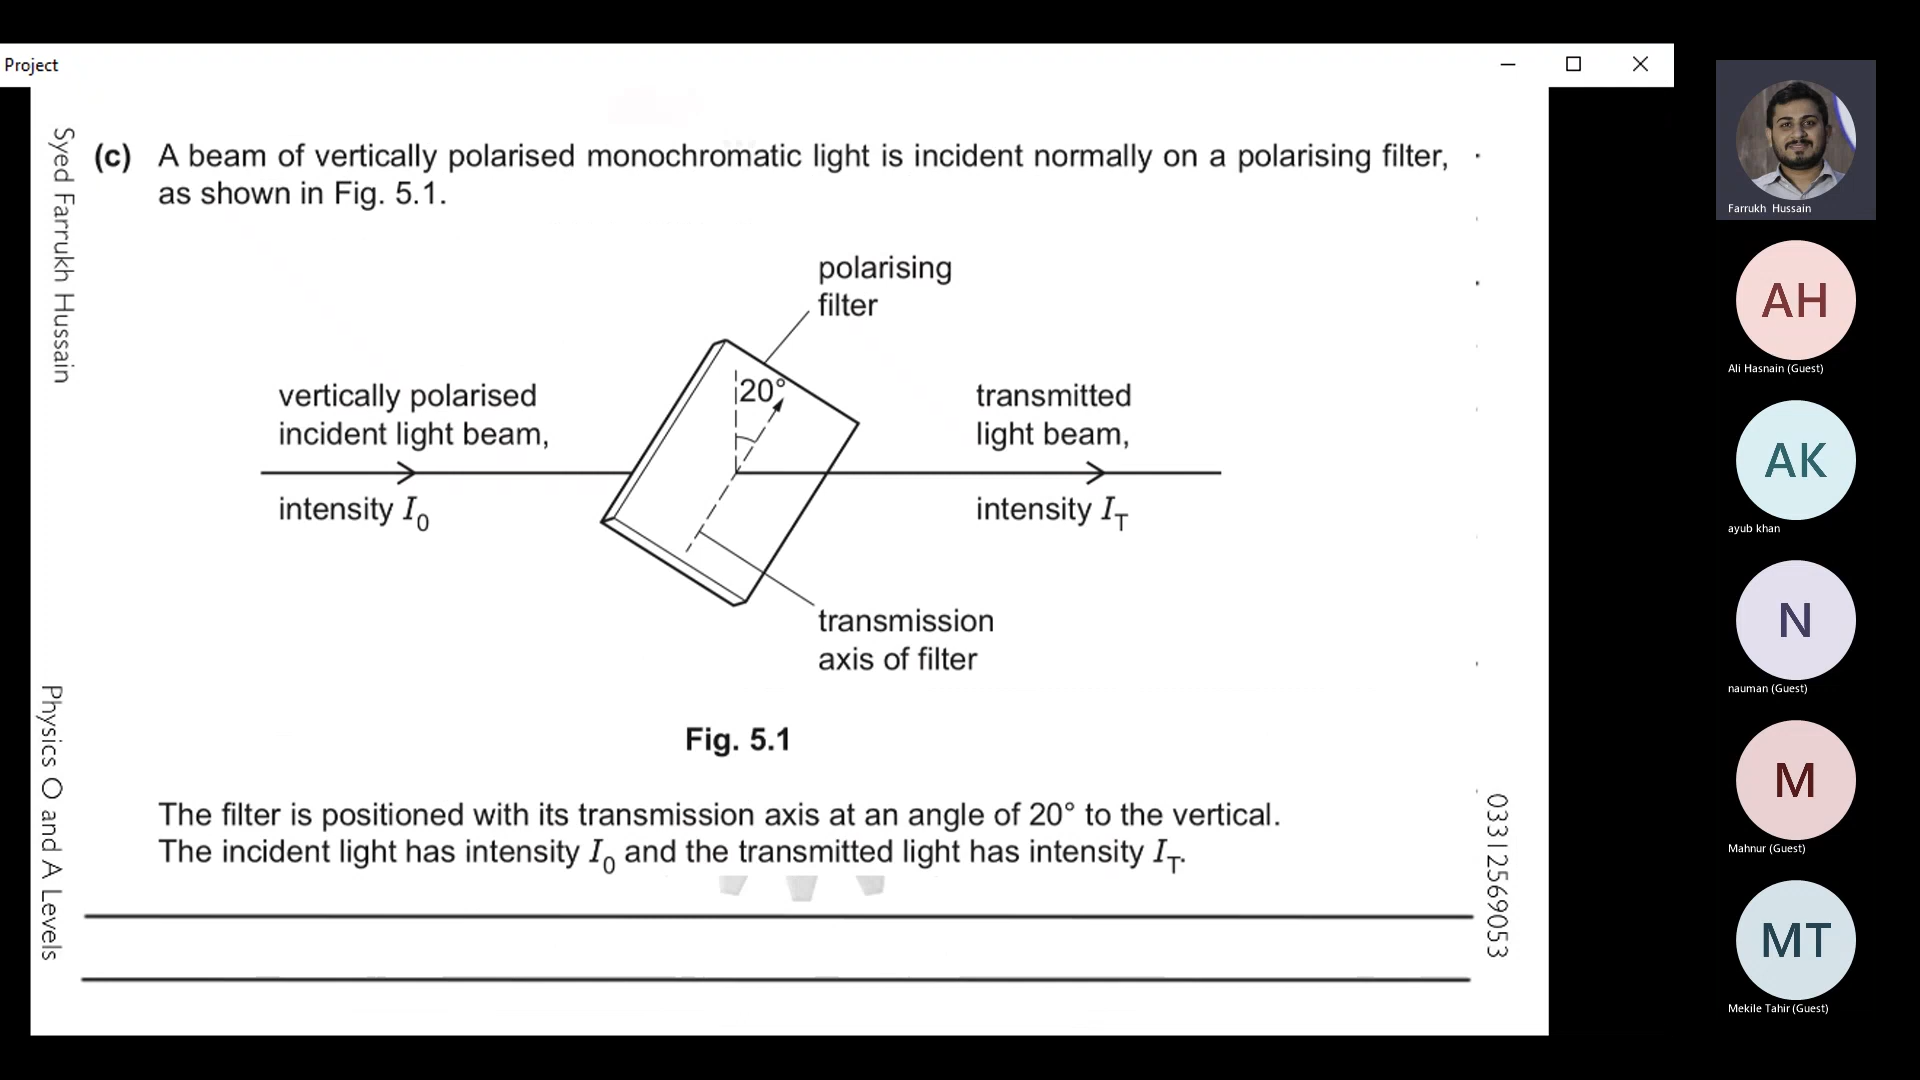 Project
Syed Farrukh Hussain
Physics O and A Levels
(c) A beam of vertically polarised monochromatic light is incident normally on a polarising filter,
as shown in Fig. 5.1.
polarising
filter
20°
vertically polarised
incident light beam,
intensity I0
transmitted
light beam,
intensity IT
transmission
axis of filter
Fig. 5.1
The filter is positioned with its transmission axis at an angle of 20° to the vertical.
The incident light has intensity I0 and the transmitted light has intensity IT.
03312569053
Farrukh Hussain
AH
Ali Hasnain (Guest)
AK
ayub khan
N
nauman (Guest)
M
Mahnur (Guest)
MT
Mekile Tahir (Guest)